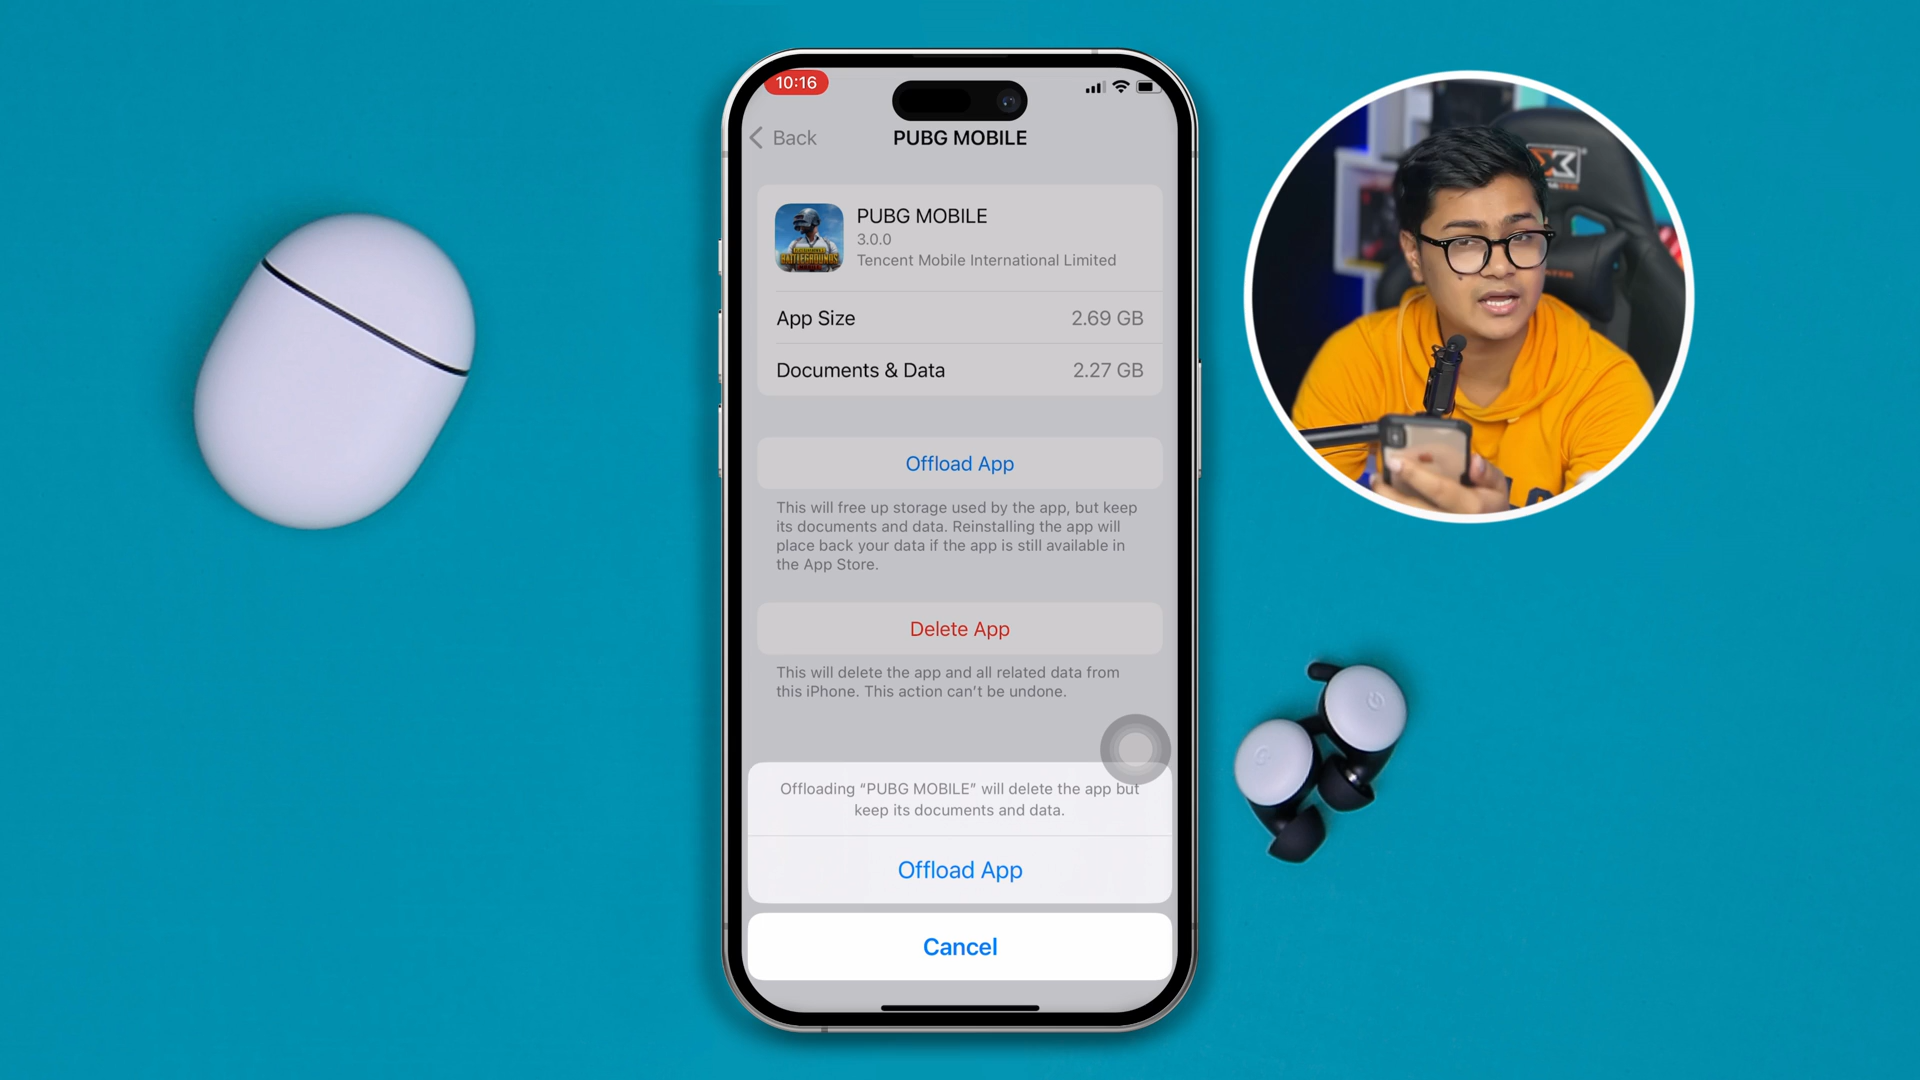 10:16
Back
PUBG MOBILE
PUBG MOBILE
3.0.0
Tencent Mobile International Limited
App Size 2.69 GB
Documents & Data 2.27 GB
Offload App
This will free up storage used by the app, but keep
its documents and data. Reinstalling the app will
place back your data if the app is still available in
the App Store.
Delete App
This will delete the app and all related data from
this iPhone. This action can't be undone.
Offloading “PUBG MOBILE” will delete the app but
keep its documents and data.
Offload App
Cancel